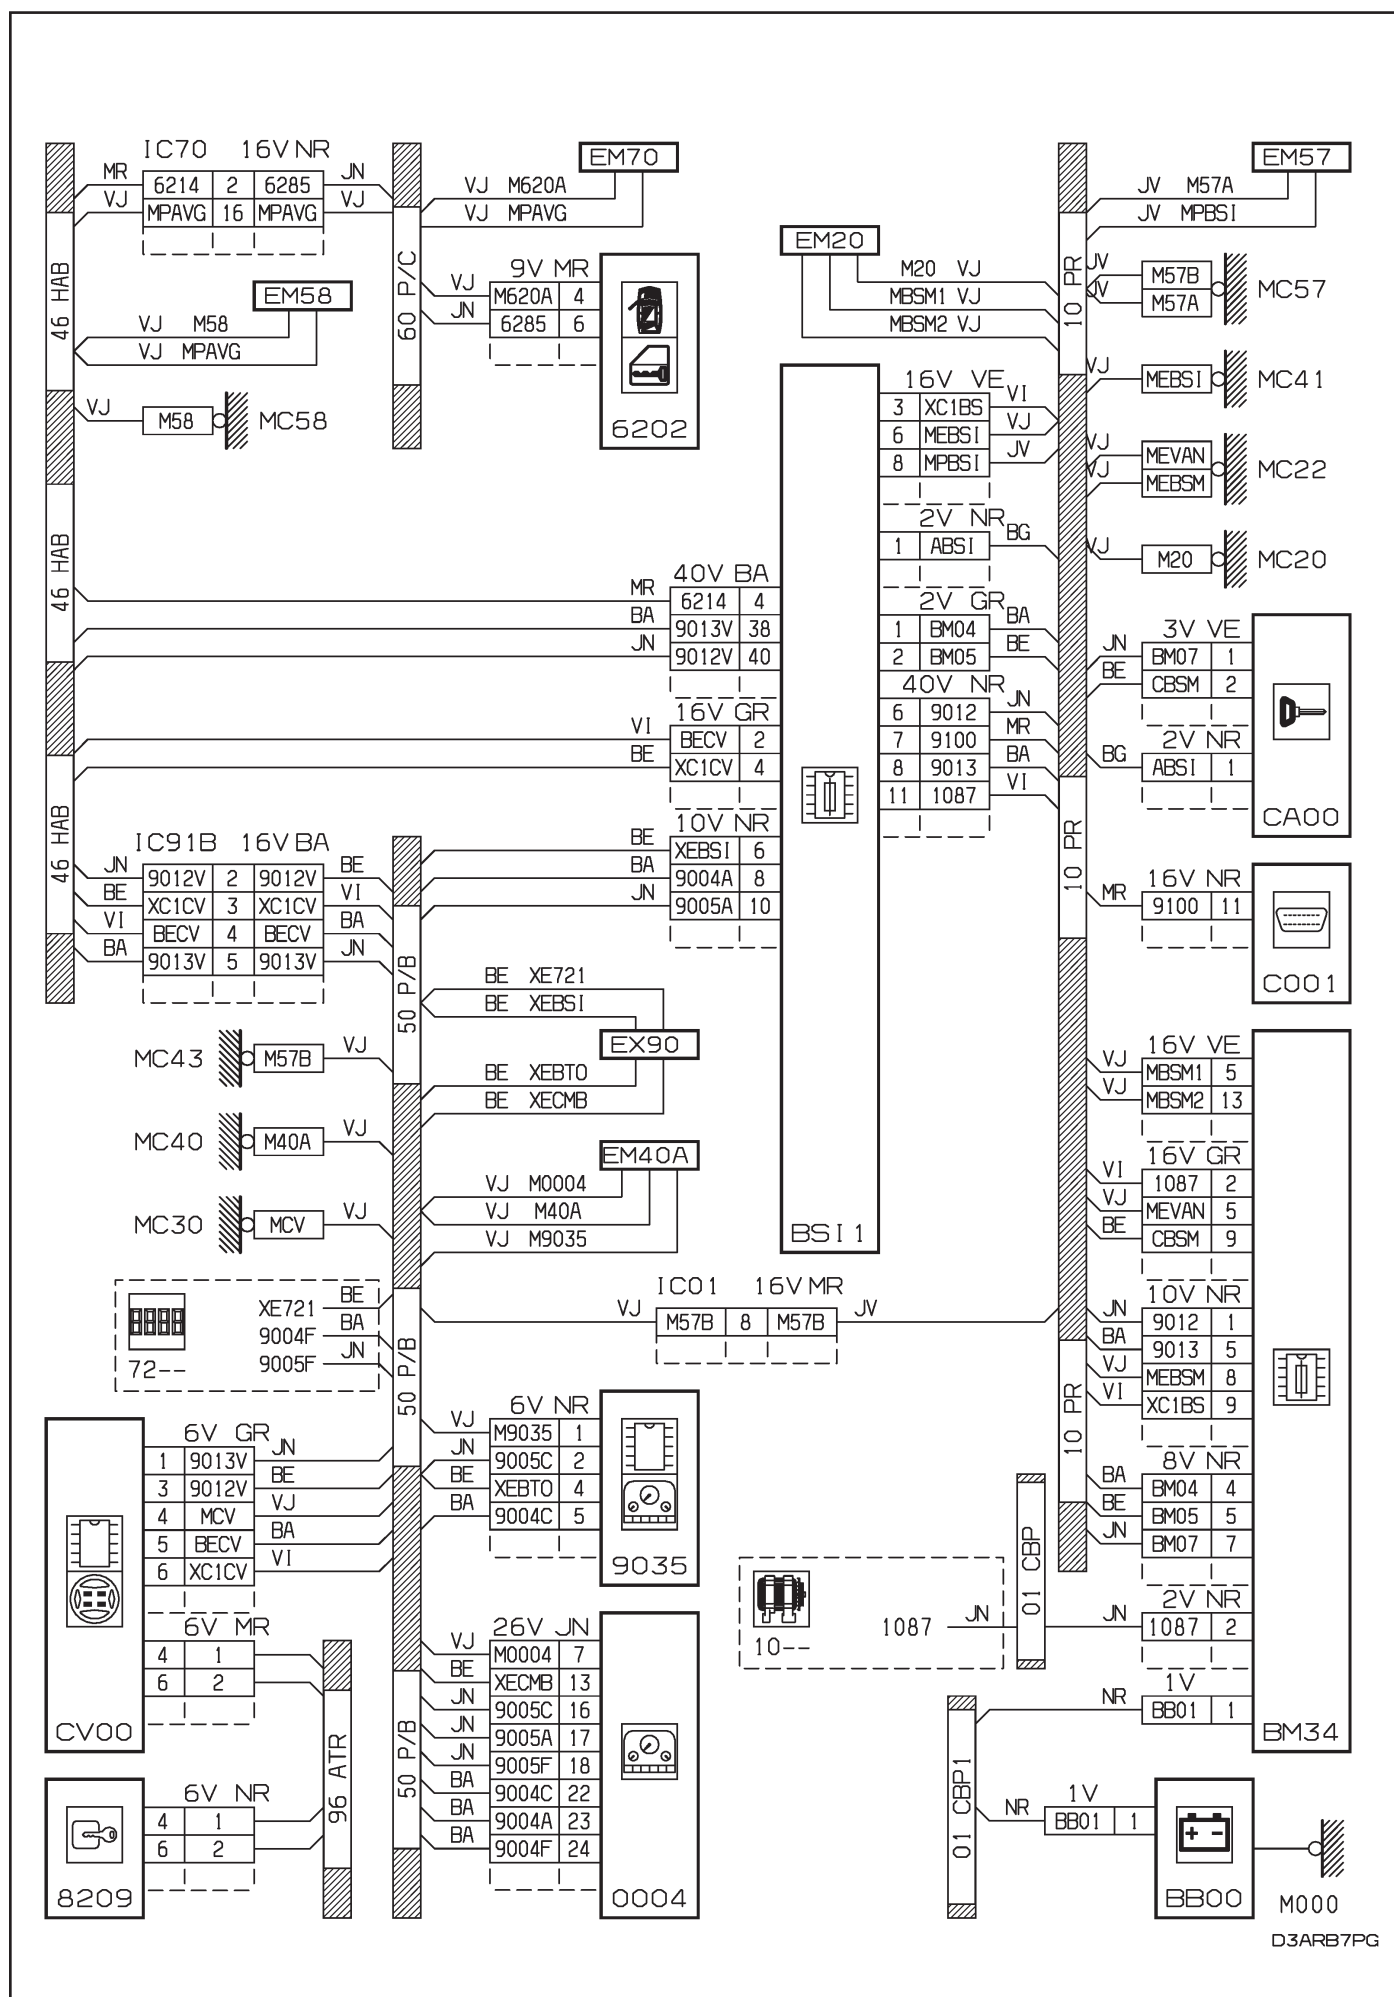 IC70 16V NR
MR 6214 2 6285 JN
VJ MPAVG 16 MPAVG VJ
46 HAB
EM58
VJ M58
VJ MPAVG
VJ M58 MC58
46 HAB
46 HAB
60 P/C
EM70
VJ M620A
VJ MPAVG
9V MR
VJ M620A 4
JN 6285 6
6202
EM20
M20 VJ
MBSM1 VJ
MBSM2 VJ
10 PR
EM57
JV M57A
JV MPBSI
JV M57B
JV M57A
MC57
VJ MEBSI MC41
VJ MEVAN
VJ MEBSM
MC22
VJ M20 MC20
16V VE
3 XC1BS VI
6 MEBSI VJ
8 MPBSI JV
2V NR
1 ABSI BG
2V GR
1 BM04 BA
2 BM05 BE
40V NR
6 9012 JN
7 9100 MR
8 9013 BA
11 1087 VI
40V BA
MR 6214 4
BA 9013V 38
JN 9012V 40
16V GR
VI BECV 2
BE XC1CV 4
10V NR
BE XEBSI 6
BA 9004A 8
JN 9005A 10
BSI1
10 PR
3V VE
JN BM07 1
BE CBSM 2
2V NR
BG ABSI 1
CA00
16V NR
MR 9100 11
C001
IC91B 16V BA
JN 9012V 2 9012V BE
BE XC1CV 3 XC1CV VI
VI BECV 4 BECV BA
BA 9013V 5 9013V JN
50 P/B
BE XE721
BE XEBSI
EX90
BE XEBTO
BE XECMB
MC43 M57B VJ
MC40 M40A VJ
MC30 MCV VJ
EM40A
VJ M0004
VJ M40A
VJ M9035
XE721 BE
9004F BA
9005F JN
72--
50 P/B
IC01 16V MR
VJ M57B 8 M57B JV
16V VE
VJ MBSM1 5
VJ MBSM2 13
16V GR
VI 1087 2
VJ MEVAN 5
BE CBSM 9
10V NR
JN 9012 1
BA 9013 5
VJ MEBSM 8
VI XC1BS 9
10 PR
8V NR
BA BM04 4
BE BM05 5
JN BM07 7
2V NR
JN 1087 2
1V
NR BB01 1
BM34
6V GR
1 9013V JN
3 9012V BE
4 MCV VJ
5 BECV BA
6 XC1CV VI
6V MR
4 1
6 2
CV00
6V NR
4 1
6 2
8209
96 ATR
6V NR
VJ M9035 1
JN 9005C 2
BE XEBTO 4
BA 9004C 5
9035
50 P/B
26V JN
VJ M0004 7
BE XECMB 13
JN 9005C 16
JN 9005A 17
JN 9005F 18
BA 9004C 22
BA 9004A 23
BA 9004F 24
0004
10--
1087 JN
01 CBP
01 CBP1
1V
NR BB01 1
BB00
M000
D3ARB7PG